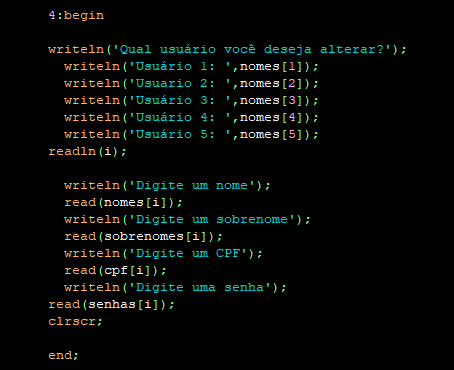 4:begin
writeln('Qual usuário você deseja alterar?');
writeln('Usuário 1: ',nomes[1]);
writeln('Usuario 2: ',nomes[2]);
writeln('Usuário 3: ',nomes[3]);
writeln('Usuário 4: ',nomes[4]);
writeln('Usuário 5: ',nomes[5]);
readln(i);
writeln('Digite um nome');
read(nomes[i]);
writeln('Digite um sobrenome');
read(sobrenomes[i]);
writeln('Digite um CPF');
read(cpf[i]);
writeln('Digite uma senha');
read(senhas[i]);
clrscr;
end;